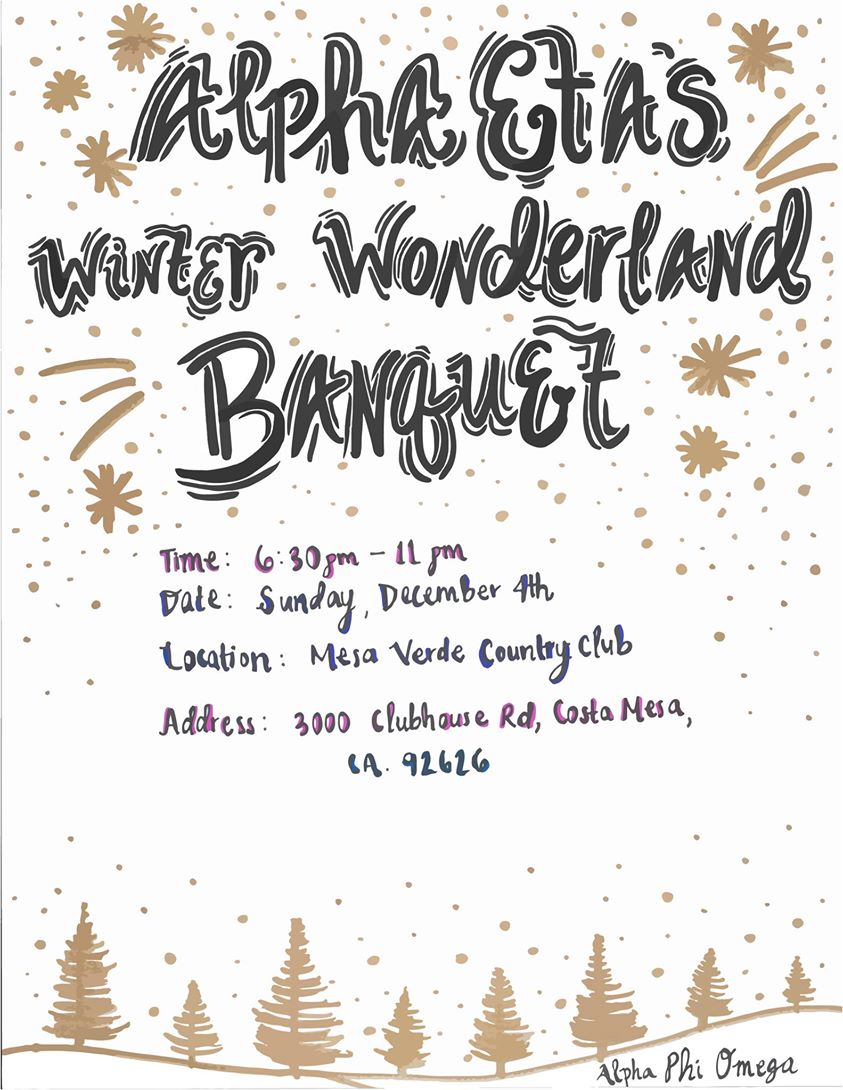 Alpha Eta's
Winter Wonderland
Banquet
Time: 6:30pm - 11 pm
Date: Sunday, December 4th
Location: Mesa Verde Country Club
Address: 3000 Clubhouse Rd, Costa Mesa,
CA. 92626
Alpha Phi Omega